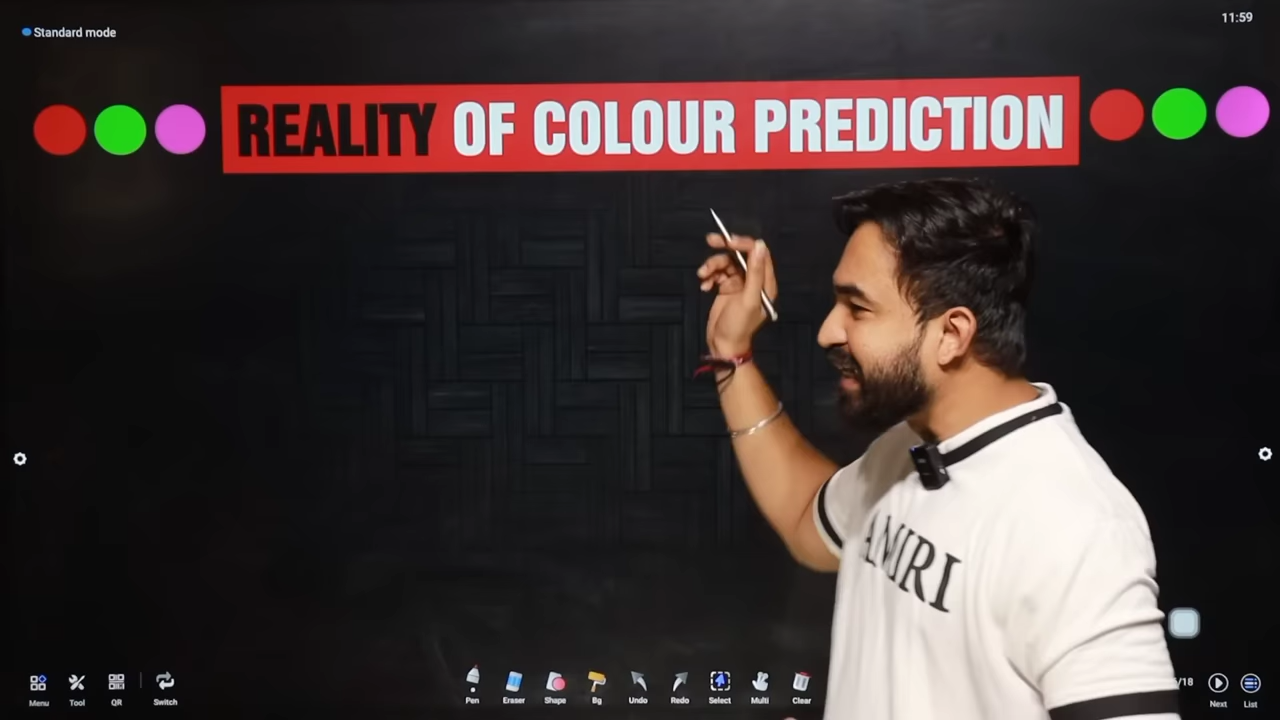 11:59
Standard mode
REALITY OF COLOUR PREDICTION
AMIRI
/18
Menu Tool QR Switch Pen Eraser Shape Bg Undo Redo Select Multi Clear Next List